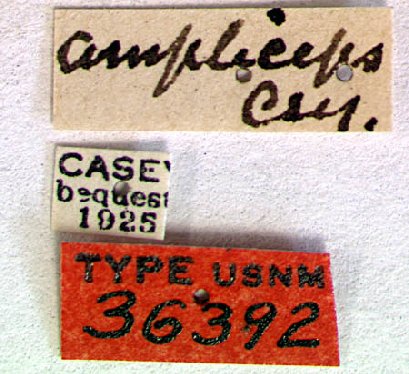 ampliceps
Csy.
CASEY
bequest
1925
TYPE USNM
36392